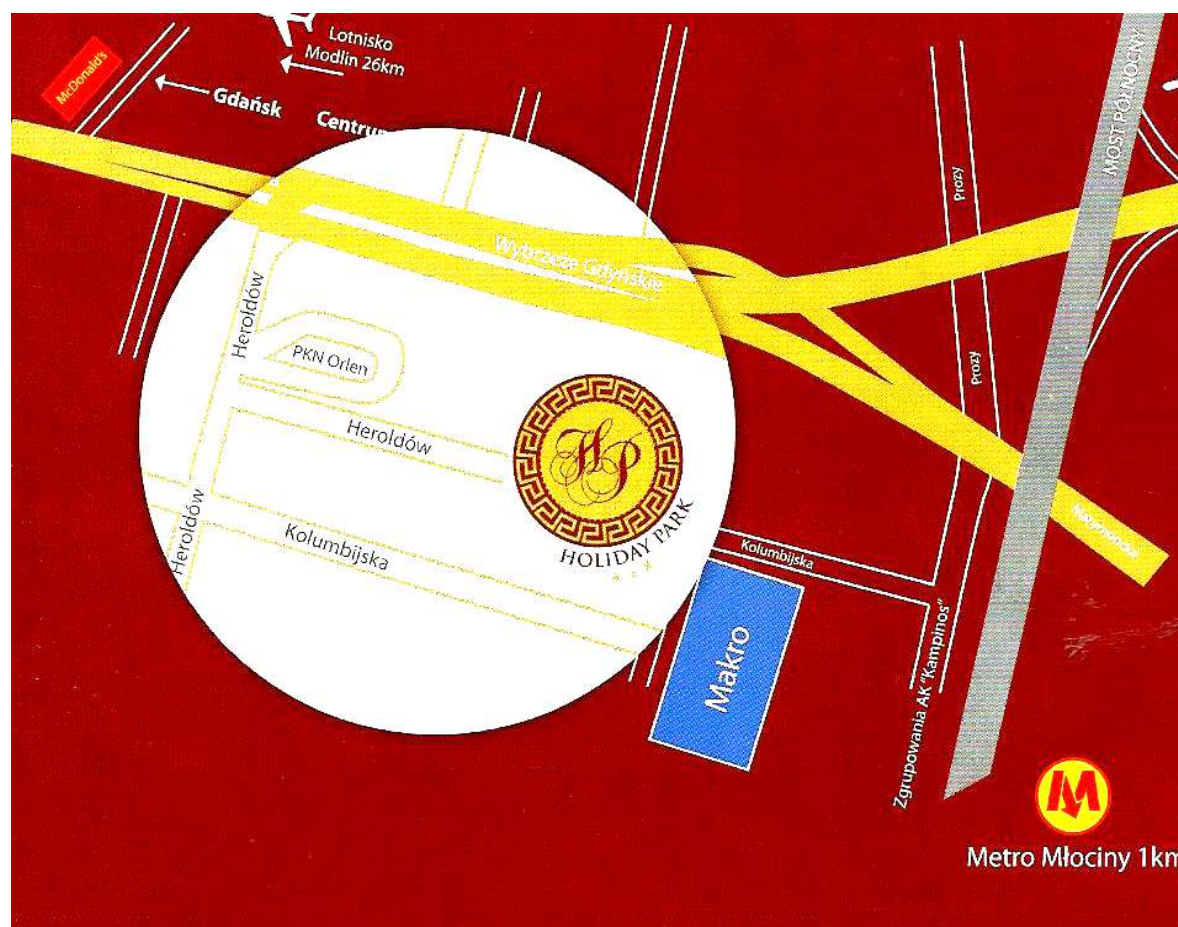 Lotnisko
Modlin 26km
McDonald's
Gdańsk
MOST PÓŁNOCNY
Prozy
Wybrzeże Gdyńskie
Heroldów
PKN Orlen
Prozy
Heroldów
HP
HOLIDAY PARK
Heroldów
Kolumbijska
Kolumbijska
Makro
Zgrupowania AK "Kampinos"
M
Metro Młociny 1km